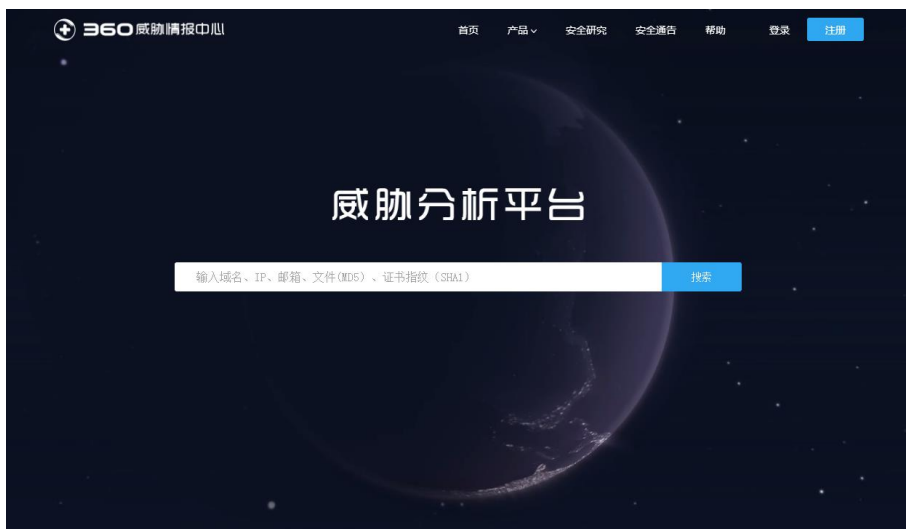 360威胁情报中心 首页 产品 安全研究 安全通告 帮助 登录 注册
威胁分析平台
输入域名、IP、邮箱、文件(MD5)、证书指纹(SHA1) 搜索